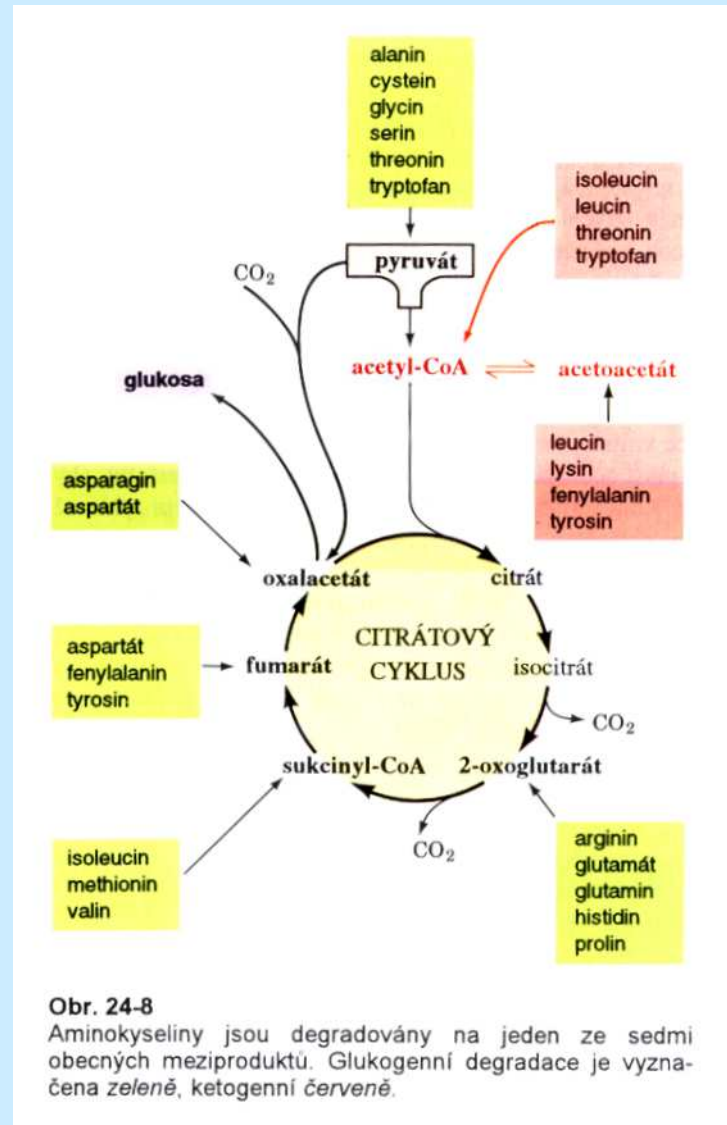 alanin
cystein
glycin
serin
threonin
tryptofan
isoleucin
leucin
threonin
tryptofan
CO₂
pyruvát
acetyl-CoA
acetoacetát
glukosa
leucin
lysin
fenylalanin
tyrosin
asparagin
aspartát
oxalacetát
citrát
CITRÁTOVÝ
CYKLUS
aspartát
fenylalanin
tyrosin
fumarát
isocitrát
CO₂
sukcinyl-CoA
2-oxoglutarát
CO₂
isoleucin
methionin
valin
arginin
glutamát
glutamin
histidin
prolin
Obr. 24-8
Aminokyseliny jsou degradovány na jeden ze sedmi
obecných meziproduktů. Glukogenní degradace je vyzna-
čena zeleně, ketogenní červeně.